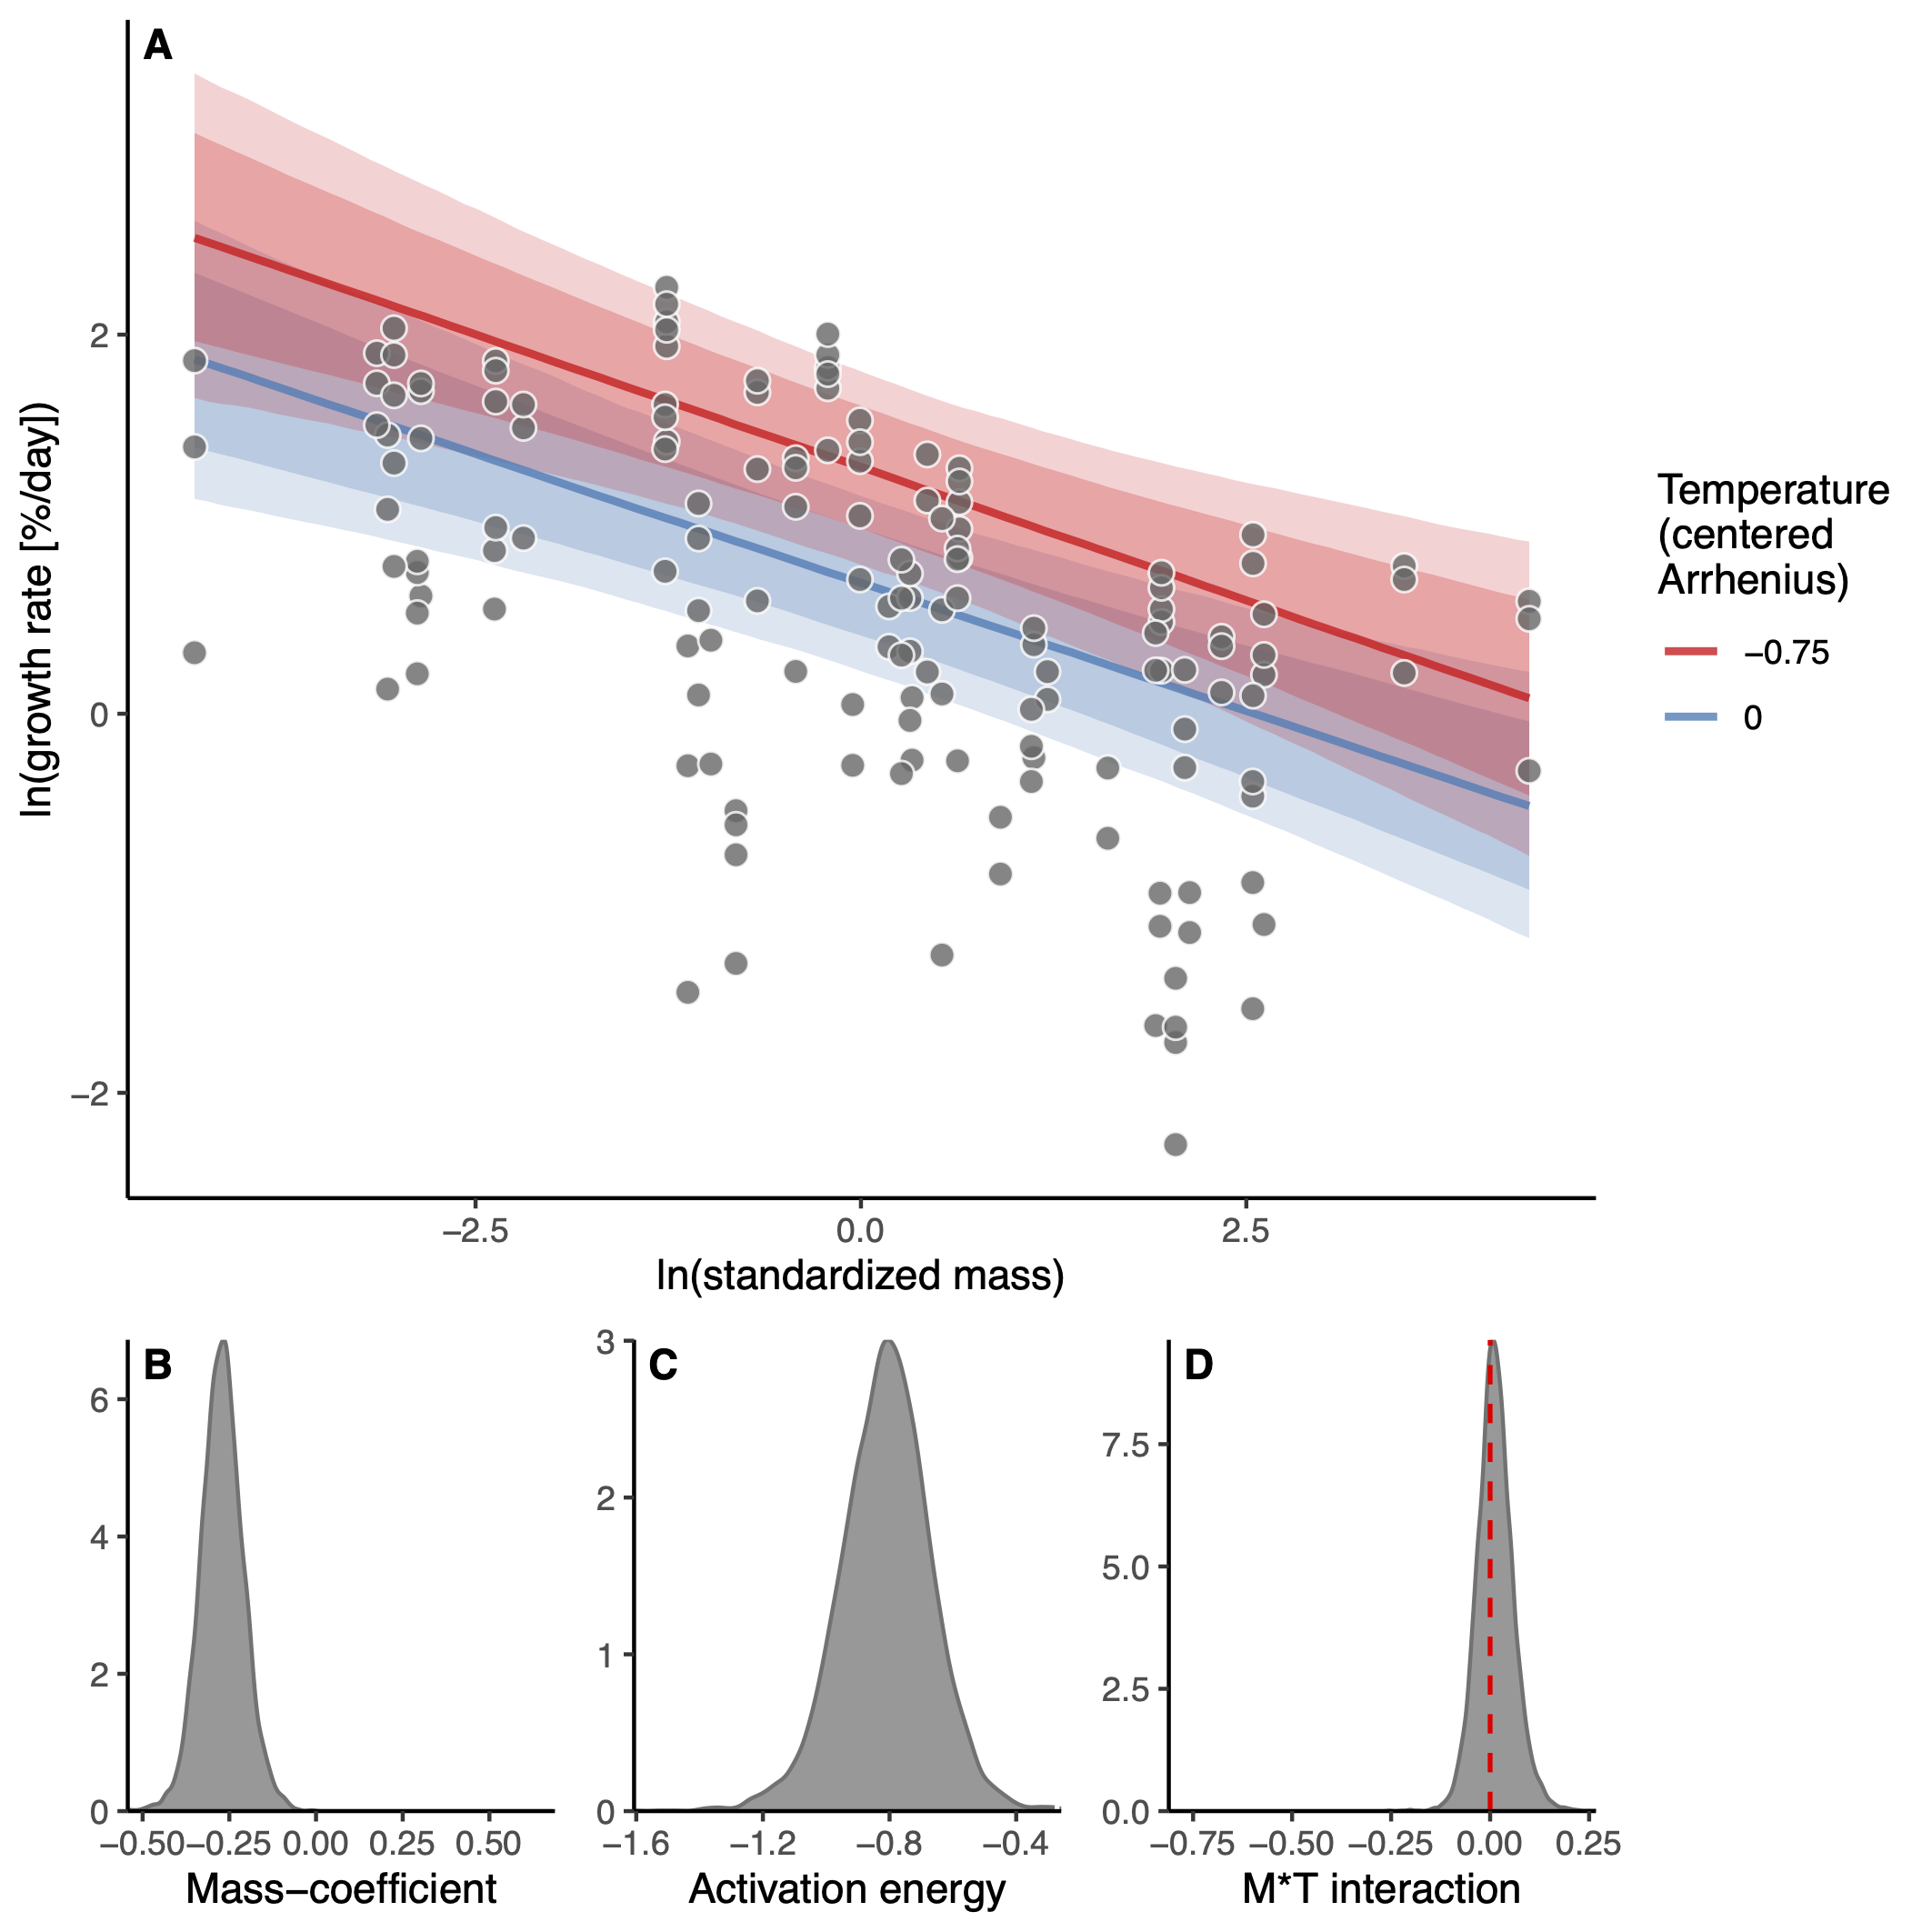 A
ln(growth rate [%/day])
2
0
−2
−2.5 0.0 2.5
ln(standardized mass)
Temperature
(centered
Arrhenius)
−0.75
0
B
6
4
2
0
−0.50 −0.25 0.00 0.25 0.50
Mass−coefficient
C
3
2
1
0
−1.6 −1.2 −0.8 −0.4
Activation energy
D
7.5
5.0
2.5
0.0
−0.75 −0.50 −0.25 0.00 0.25
M*T interaction